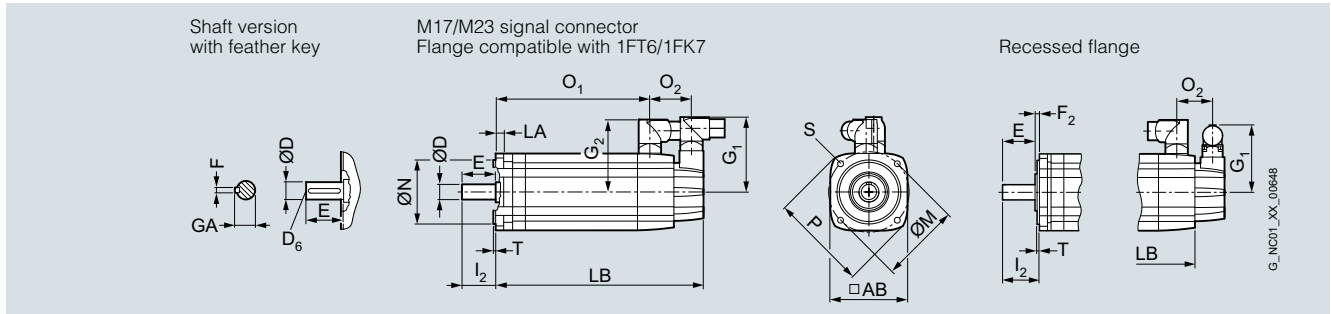 Shaft version
with feather key
M17/M23 signal connector
Flange compatible with 1FT6/1FK7
Recessed flange
F
ØD
GA
E
D6
O1
O2
LA
G2
G1
ØD
E
ØN
T
I2
LB
S
P
ØM
□AB
E
F2
T
I2
O2
G1
LB
G_NC01_XX_00648